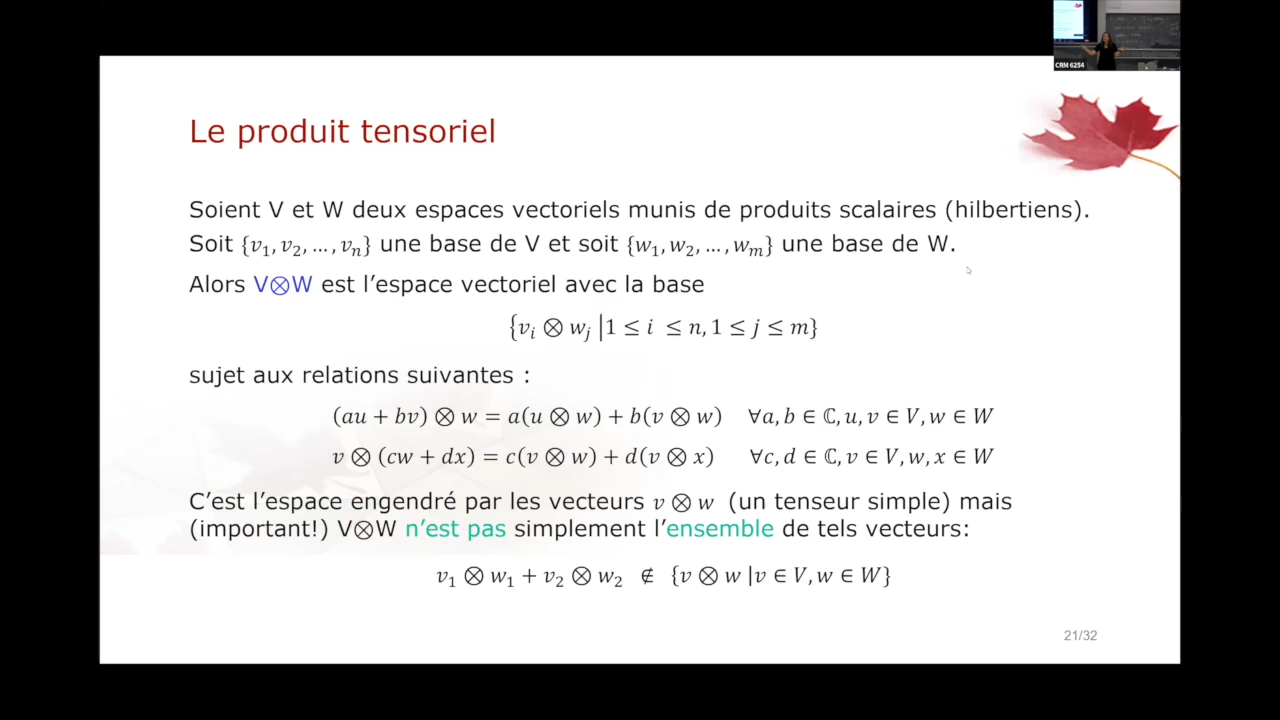 CRM 6254
Le produit tensoriel
Soient V et W deux espaces vectoriels munis de produits scalaires (hilbertiens).
Soit {v₁, v₂, …, vₙ} une base de V et soit {w₁, w₂, …, wₘ} une base de W.
Alors V⊗W est l’espace vectoriel avec la base
{vᵢ ⊗ wⱼ |1 ≤ i ≤ n, 1 ≤ j ≤ m}
sujet aux relations suivantes :
(au + bv) ⊗ w = a(u ⊗ w) + b(v ⊗ w) ∀a, b ∈ ℂ, u, v ∈ V, w ∈ W
v ⊗ (cw + dx) = c(v ⊗ w) + d(v ⊗ x) ∀c, d ∈ ℂ, v ∈ V, w, x ∈ W
C’est l’espace engendré par les vecteurs v ⊗ w (un tenseur simple) mais
(important!) V⊗W n’est pas simplement l’ensemble de tels vecteurs:
v₁ ⊗ w₁ + v₂ ⊗ w₂ ∉ {v ⊗ w |v ∈ V, w ∈ W}
21/32